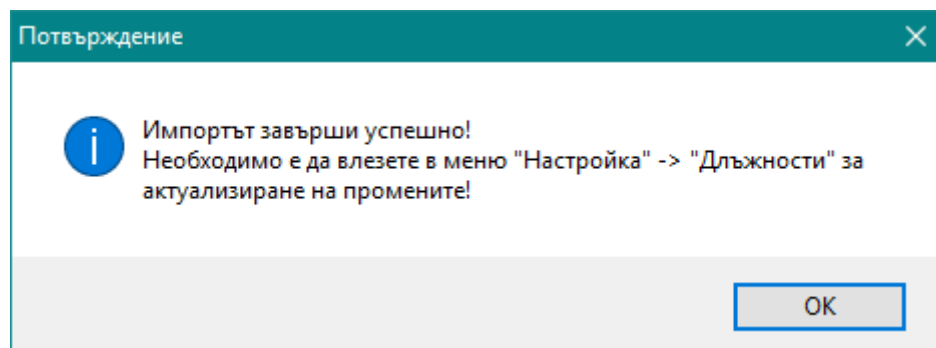 Потвърждение
Импортът завърши успешно!
Необходимо е да влезете в меню "Настройка" -> "Длъжности" за
актуализиране на промените!
OK